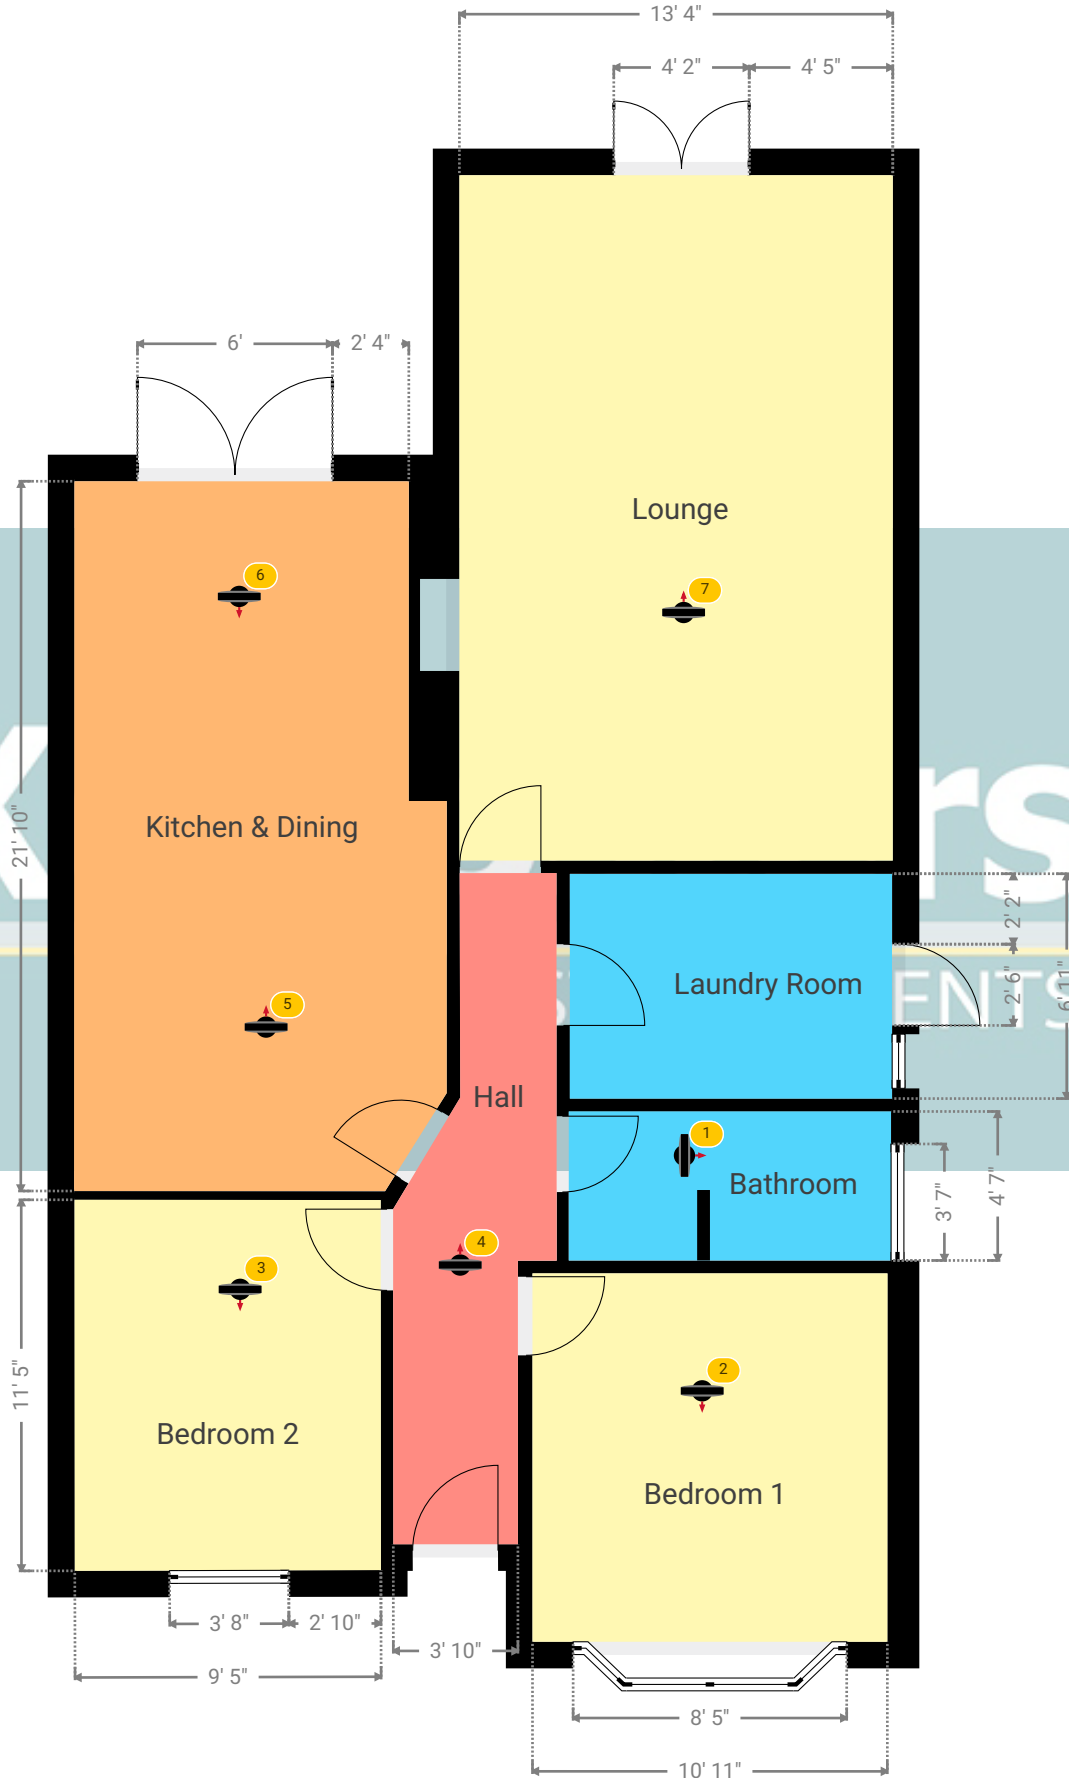 13' 4"
4' 2"
4' 5"
6'
2' 4"
Lounge
6
7
Kitchen & Dining
21' 10"
rs
2' 2"
Laundry Room
2' 6"
6' 11"
ENTS
5
Hall
1
Bathroom
3' 7"
4' 7"
4
3
2
11' 5"
Bedroom 2
Bedroom 1
3' 8"
2' 10"
3' 10"
9' 5"
8' 5"
10' 11"